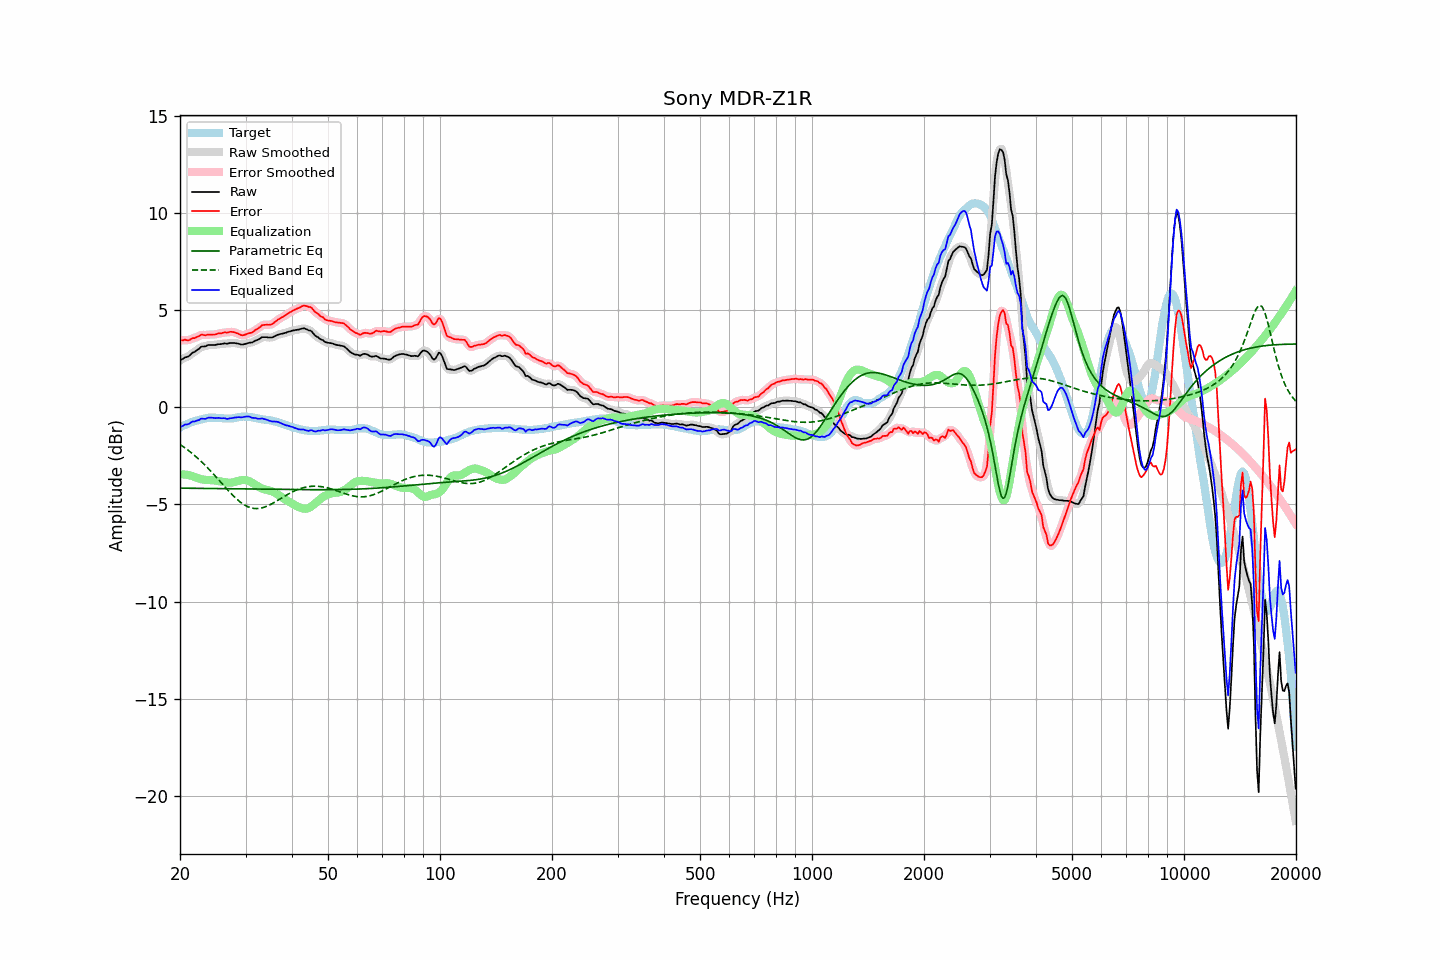 Sony MDR-Z1R
15
10
5
0
−5
−10
−15
−20
Amplitude (dBr)
Target
Raw Smoothed
Error Smoothed
Raw
Error
Equalization
Parametric Eq
Fixed Band Eq
Equalized
20 50 100 200 500 1000 2000 5000 10000 20000
Frequency (Hz)